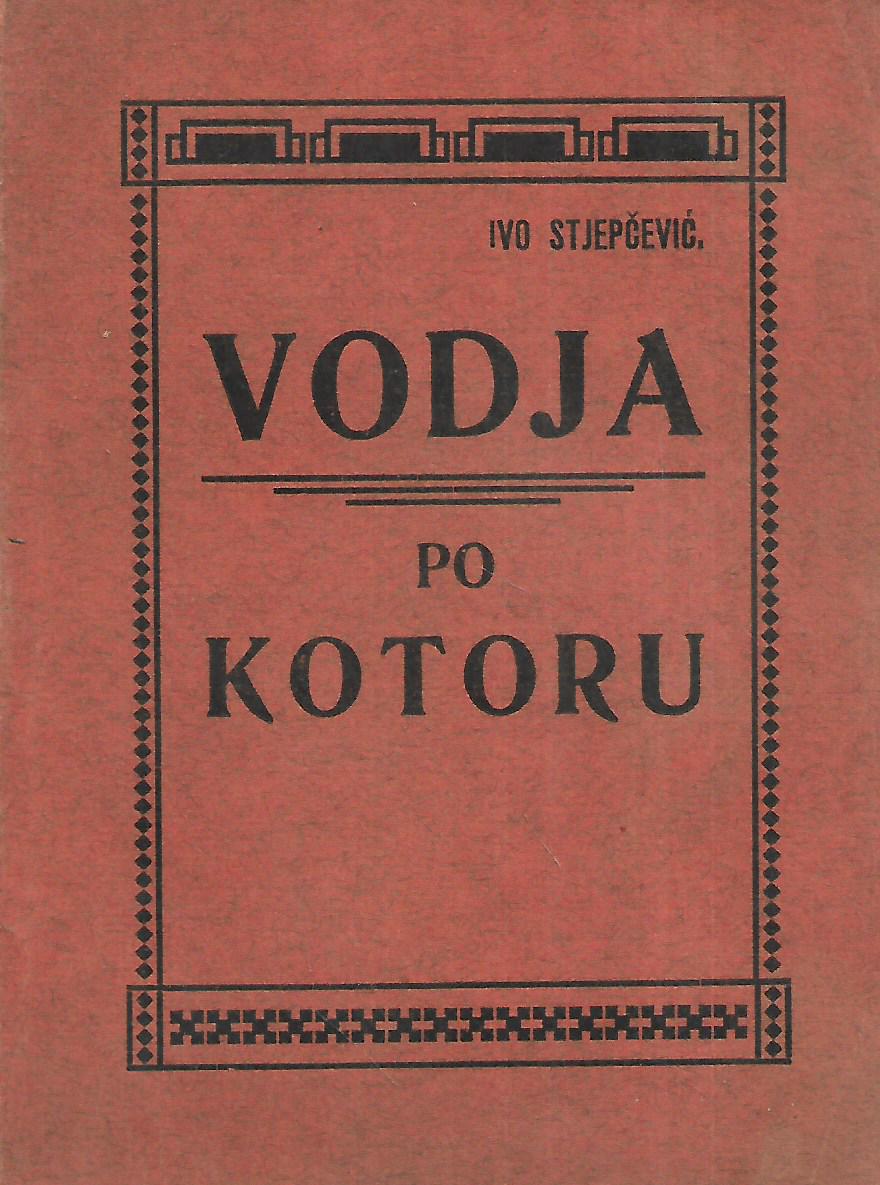 IVO STJEPČEVIĆ.
VODJA
PO
KOTORU